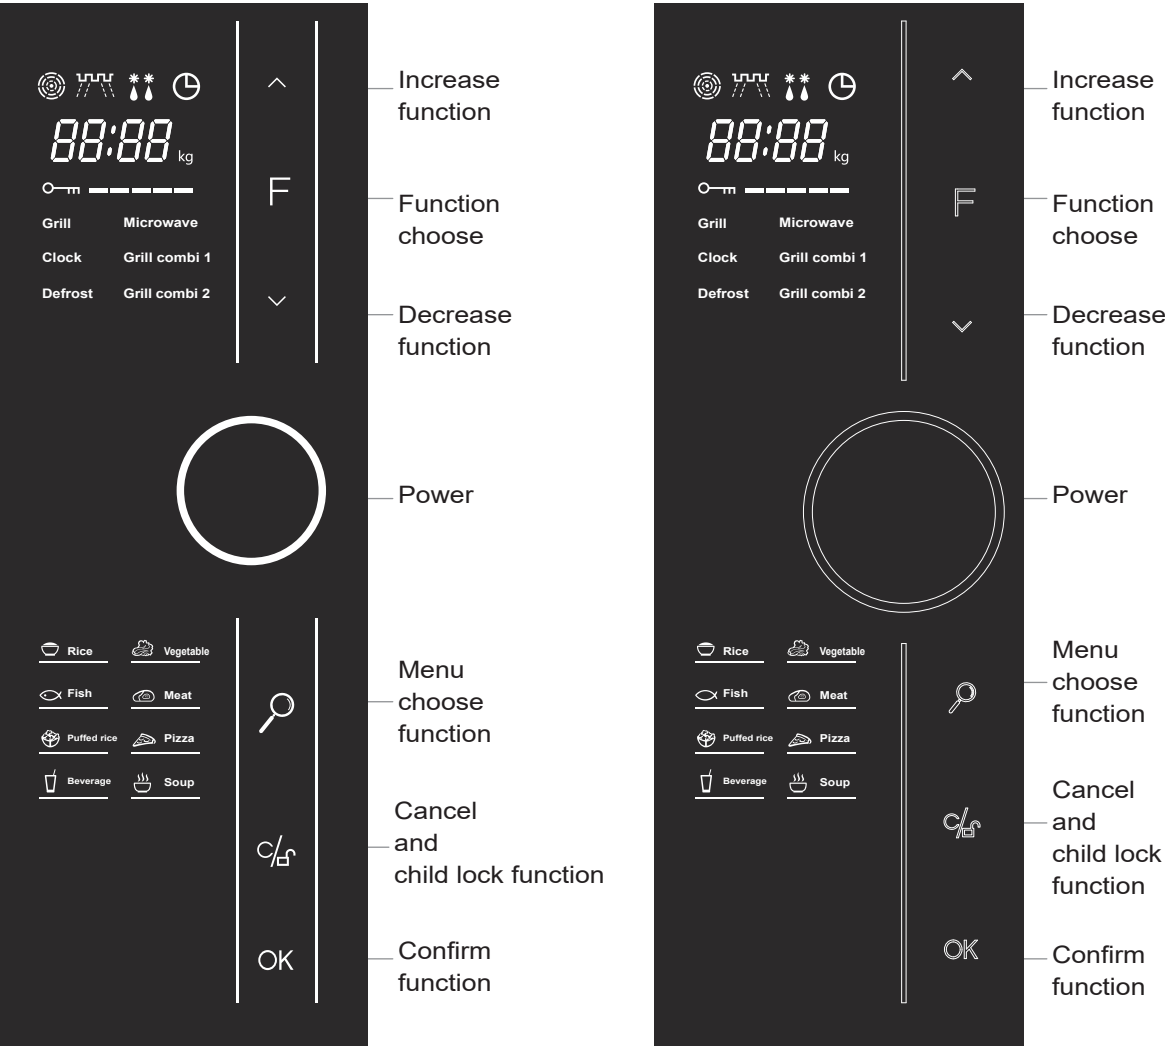 88:88 kg
Grill Microwave
Clock Grill combi 1
Defrost Grill combi 2
F
Rice Vegetable
Fish Meat
Puffed rice Pizza
Beverage Soup
C/
OK
Increase
function
Function
choose
Decrease
function
Power
Menu
choose
function
Cancel
and
child lock function
Confirm
function
88:88 kg
Grill Microwave
Clock Grill combi 1
Defrost Grill combi 2
F
Rice Vegetable
Fish Meat
Puffed rice Pizza
Beverage Soup
C/
OK
Increase
function
Function
choose
Decrease
function
Power
Menu
choose
function
Cancel
and
child lock
function
Confirm
function